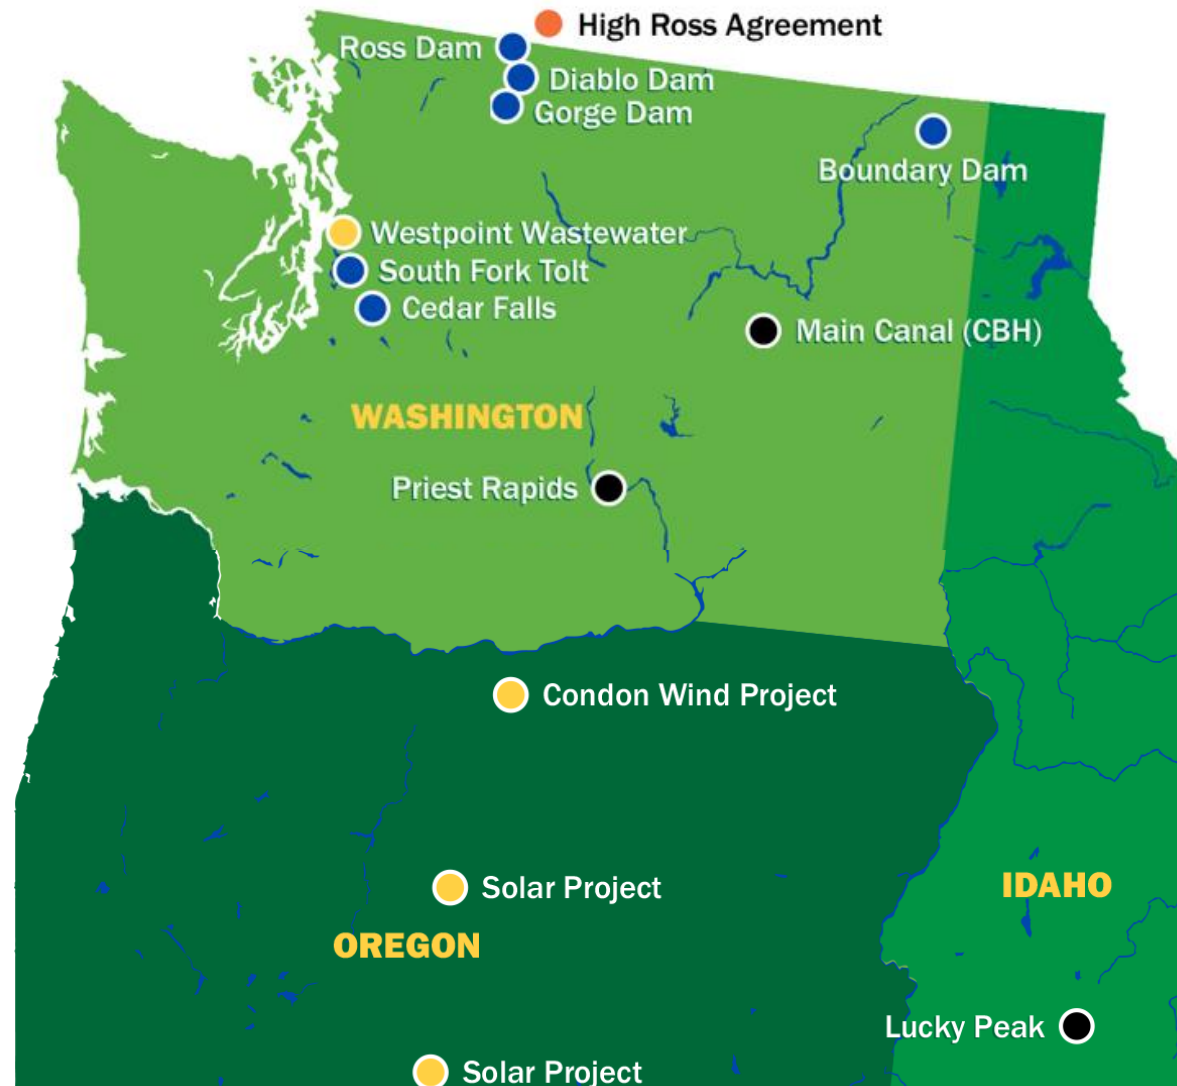 High Ross Agreement
Ross Dam
Diablo Dam
Gorge Dam
Boundary Dam
Westpoint Wastewater
South Fork Tolt
Cedar Falls
Main Canal (CBH)
WASHINGTON
Priest Rapids
Condon Wind Project
Solar Project
IDAHO
OREGON
Lucky Peak
Solar Project